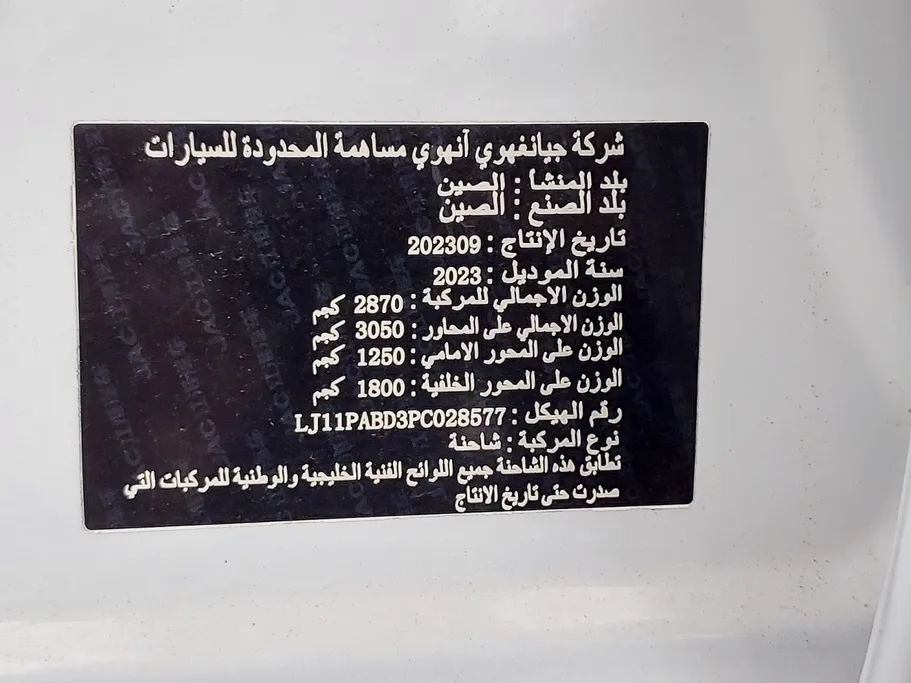 شركة جيانغهوي آنهوي مساهمة المحدودة للسيارات
بلد المنشا : الصين
بلد الصنع : الصين
تاريخ الإنتاج : 202309
سنة الموديل : 2023
الوزن الاجمالي للمركبة : 2870 كجم
الوزن الاجمالي على المحاور : 3050 كجم
الوزن على المحور الامامي : 1250 كجم
الوزن على المحور الخلفية : 1800 كجم
رقم الهيكل : LJ11PABD3PC028577
نوع المركبة : شاحنة
تطابق هذه الشاحنة جميع اللوائح الفنية الخليجية والوطنية للمركبات التي
صدرت حتى تاريخ الانتاج